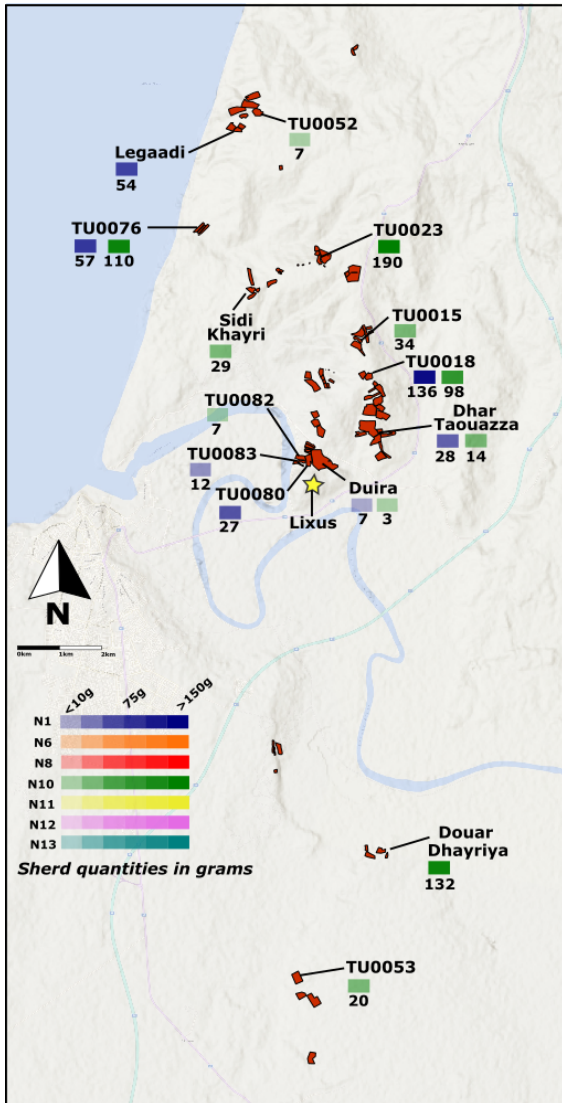 TU0052
7
Legaadi
54
TU0076
57 110
TU0023
190
Sidi
Khayri
29
TU0015
34
TU0018
136 98
TU0082
7
Dhar
Taouazza
28 14
TU0083
12
TU0080
27
Duira
7 3
Lixus
N
0km 1km 2km
<10g 75g >150g
N1
N6
N8
N10
N11
N12
N13
Sherd quantities in grams
Douar
Dhayriya
132
TU0053
20